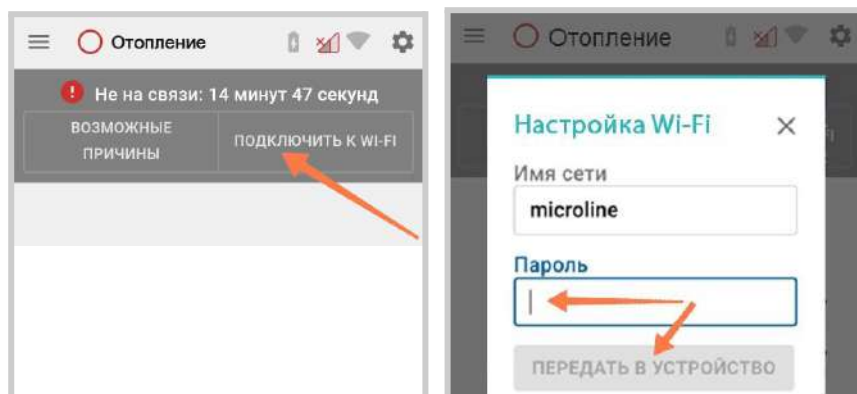 Отопление
Не на связи: 14 минут 47 секунд
ВОЗМОЖНЫЕ
ПРИЧИНЫ
ПОДКЛЮЧИТЬ К WI-FI
Отопление
Настройка Wi-Fi
Имя сети
microline
Пароль
ПЕРЕДАТЬ В УСТРОЙСТВО